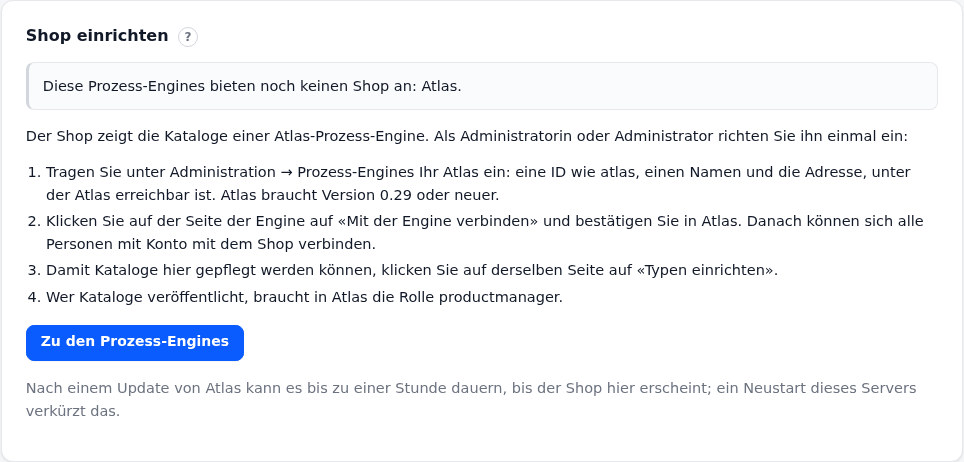 Shop einrichten ?
Diese Prozess-Engines bieten noch keinen Shop an: Atlas.
Der Shop zeigt die Kataloge einer Atlas-Prozess-Engine. Als Administratorin oder Administrator richten Sie ihn einmal ein:
1. Tragen Sie unter Administration → Prozess-Engines Ihr Atlas ein: eine ID wie atlas, einen Namen und die Adresse, unter
der Atlas erreichbar ist. Atlas braucht Version 0.29 oder neuer.
2. Klicken Sie auf der Seite der Engine auf «Mit der Engine verbinden» und bestätigen Sie in Atlas. Danach können sich alle
Personen mit Konto mit dem Shop verbinden.
3. Damit Kataloge hier gepflegt werden können, klicken Sie auf derselben Seite auf «Typen einrichten».
4. Wer Kataloge veröffentlicht, braucht in Atlas die Rolle productmanager.
Zu den Prozess-Engines
Nach einem Update von Atlas kann es bis zu einer Stunde dauern, bis der Shop hier erscheint; ein Neustart dieses Servers
verkürzt das.